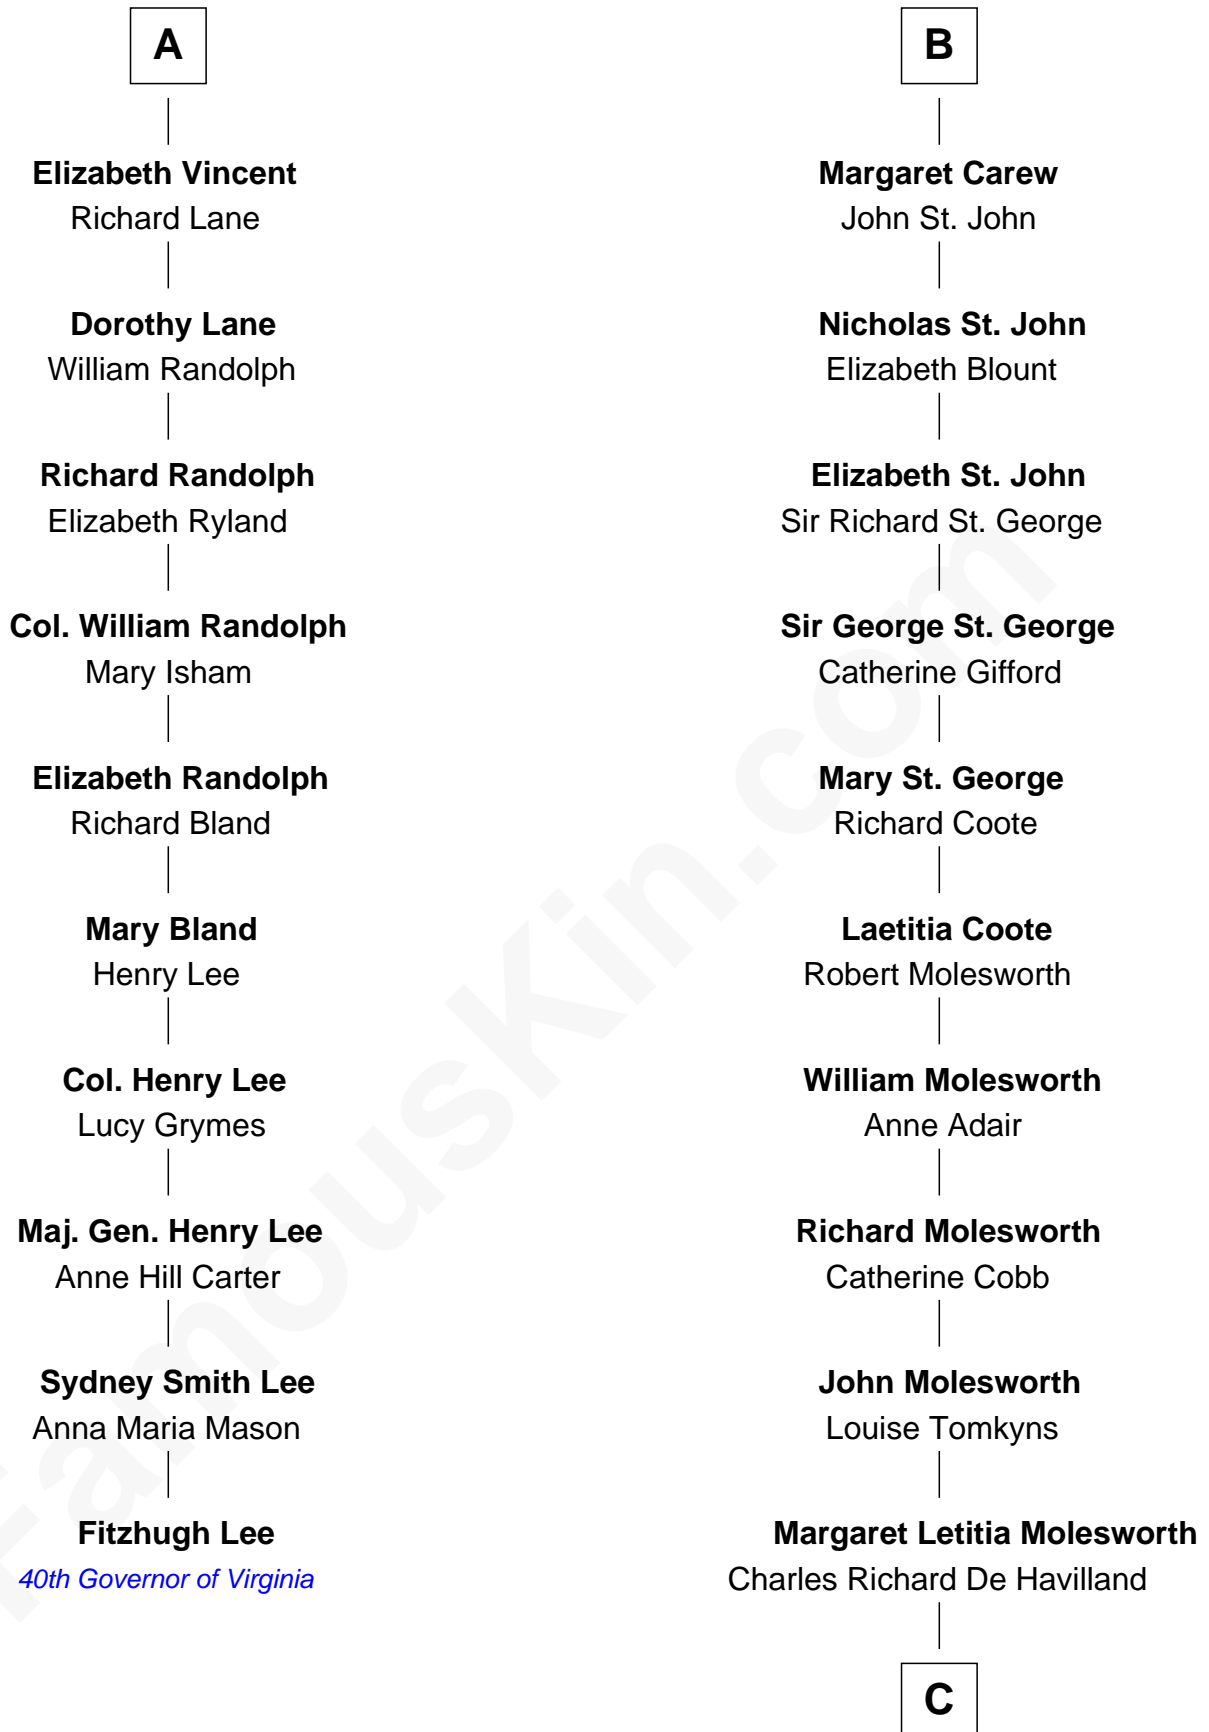 A
Elizabeth Vincent
Richard Lane
Dorothy Lane
William Randolph
Richard Randolph
Elizabeth Ryland
Col. William Randolph
Mary Isham
Elizabeth Randolph
Richard Bland
Mary Bland
Henry Lee
Col. Henry Lee
Lucy Grymes
Maj. Gen. Henry Lee
Anne Hill Carter
Sydney Smith Lee
Anna Maria Mason
Fitzhugh Lee
40th Governor of Virginia
B
Margaret Carew
John St. John
Nicholas St. John
Elizabeth Blount
Elizabeth St. John
Sir Richard St. George
Sir George St. George
Catherine Gifford
Mary St. George
Richard Coote
Laetitia Coote
Robert Molesworth
William Molesworth
Anne Adair
Richard Molesworth
Catherine Cobb
John Molesworth
Louise Tomkyns
Margaret Letitia Molesworth
Charles Richard De Havilland
C
FamousKin.com